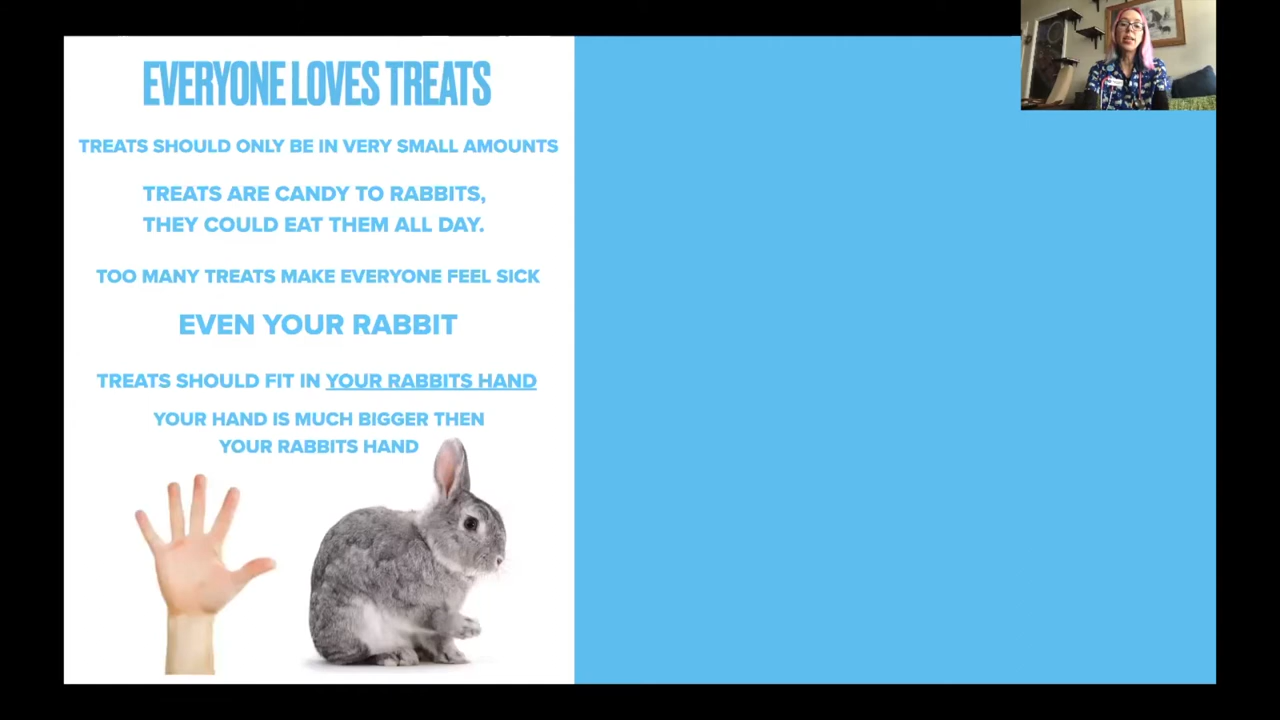 EVERYONE LOVES TREATS
TREATS SHOULD ONLY BE IN VERY SMALL AMOUNTS
TREATS ARE CANDY TO RABBITS,
THEY COULD EAT THEM ALL DAY.
TOO MANY TREATS MAKE EVERYONE FEEL SICK
EVEN YOUR RABBIT
TREATS SHOULD FIT IN YOUR RABBITS HAND
YOUR HAND IS MUCH BIGGER THEN
YOUR RABBITS HAND